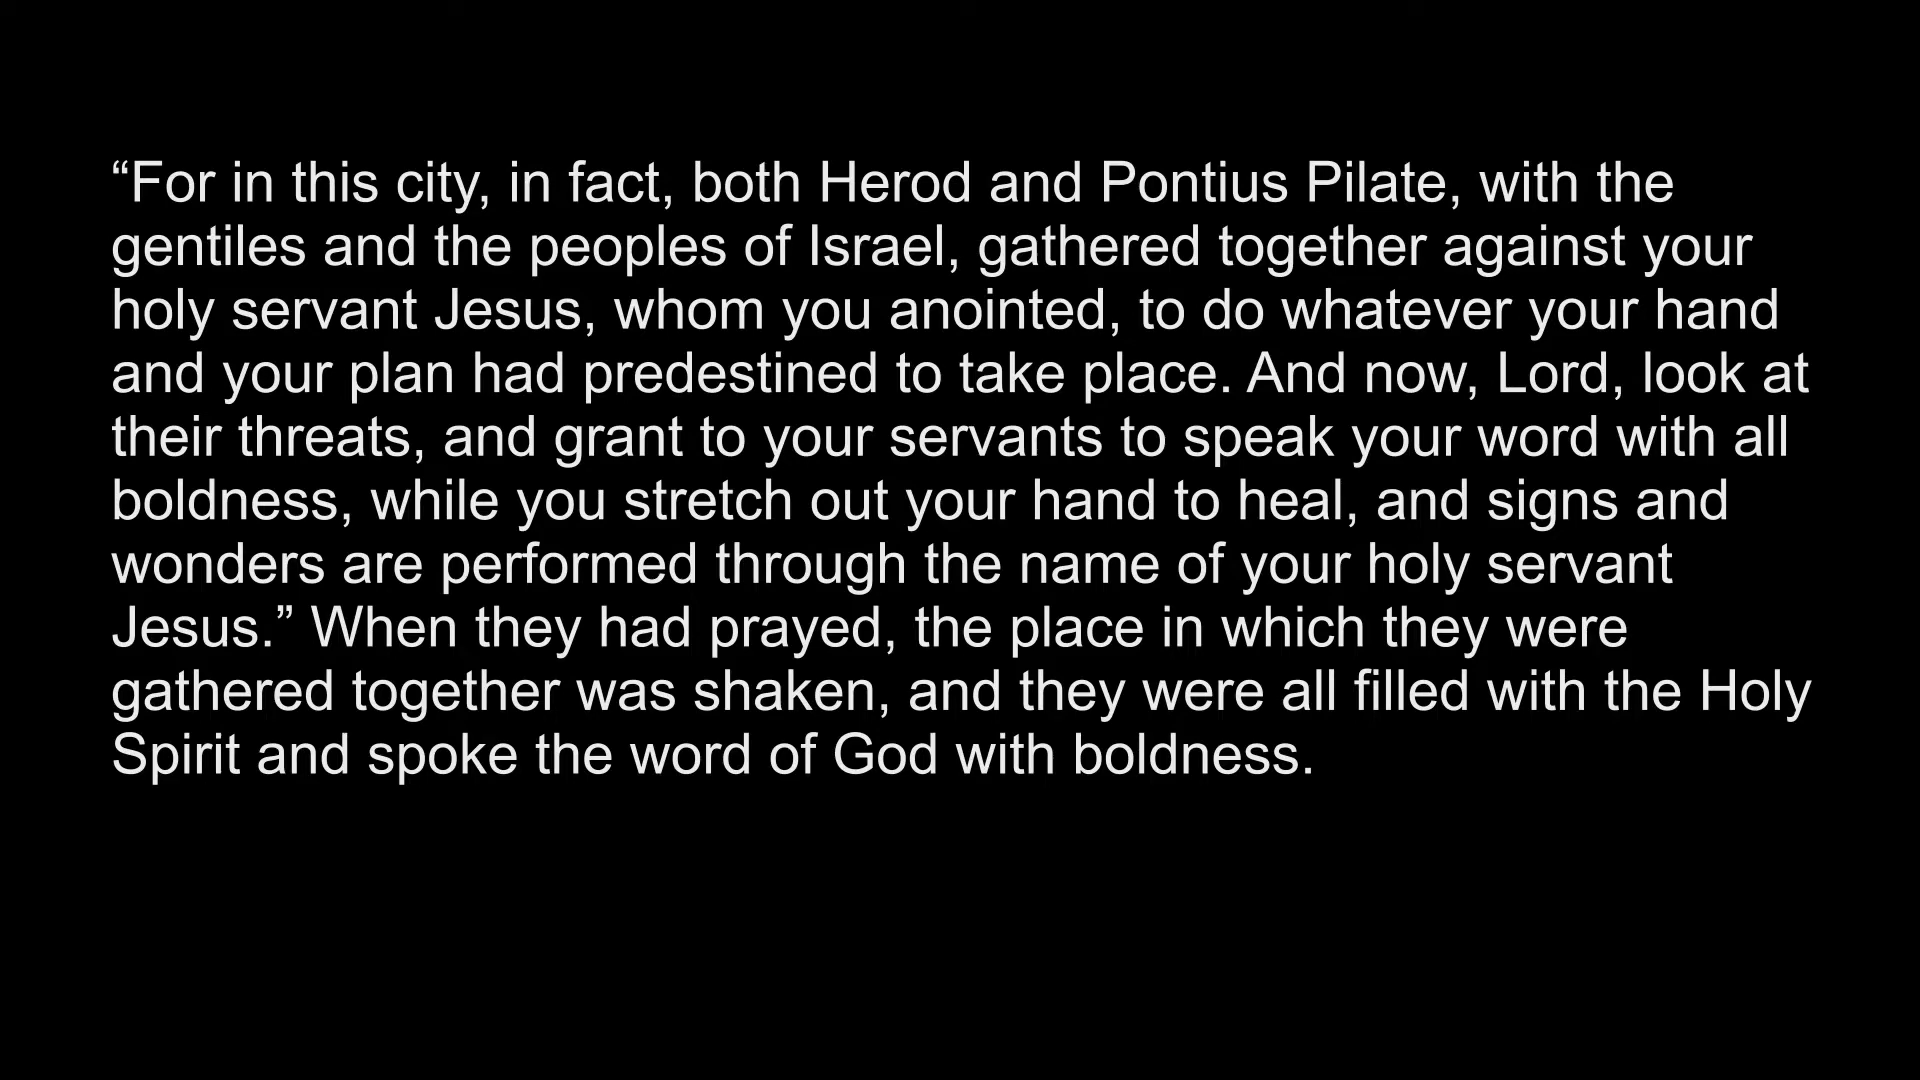 “For in this city, in fact, both Herod and Pontius Pilate, with the
gentiles and the peoples of Israel, gathered together against your
holy servant Jesus, whom you anointed, to do whatever your hand
and your plan had predestined to take place. And now, Lord, look at
their threats, and grant to your servants to speak your word with all
boldness, while you stretch out your hand to heal, and signs and
wonders are performed through the name of your holy servant
Jesus.” When they had prayed, the place in which they were
gathered together was shaken, and they were all filled with the Holy
Spirit and spoke the word of God with boldness.